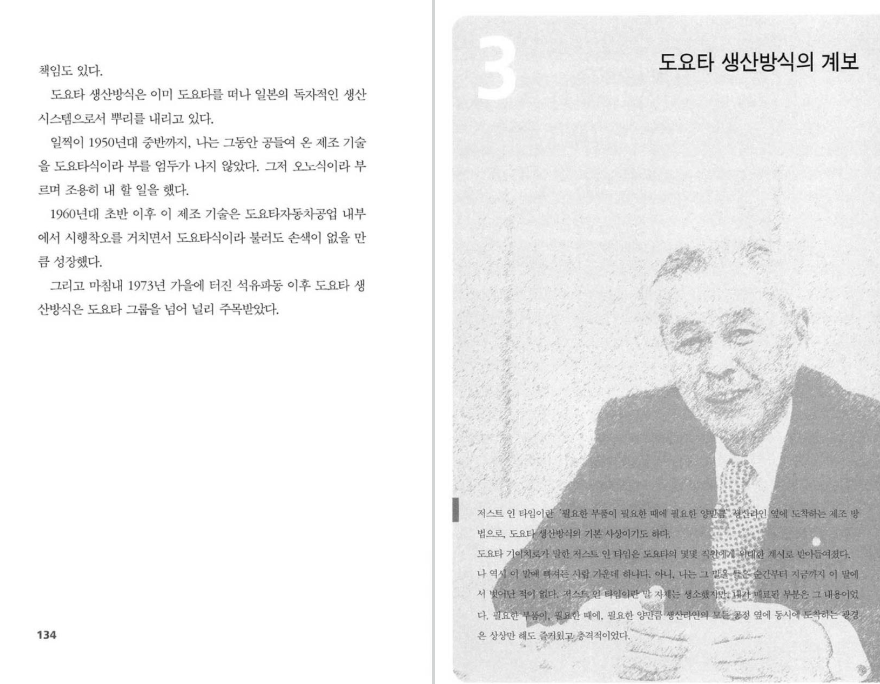 책임도 있다.
도요타 생산방식은 이미 도요타를 떠나 일본의 독자적인 생산
시스템으로서 뿌리를 내리고 있다.
일찍이 1950년대 중반까지, 나는 그동안 공들여 온 제조 기술
을 도요타식이라 부를 엄두가 나지 않았다. 그저 오노식이라 부
르며 조용히 내 할 일을 했다.
1960년대 초반 이후 이 제조 기술은 도요타자동차공업 내부
에서 시행착오를 거치면서 도요타식이라 불러도 손색이 없을 만
큼 성장했다.
그리고 마침내 1973년 가을에 터진 석유파동 이후 도요타 생
산방식은 도요타 그룹을 넘어 널리 주목받았다.
134
3
도요타 생산방식의 계보
저스트 인 타임이란 '필요한 부품이 필요한 때에 필요한 양만큼' 생산라인 옆에 도착하는 제조 방
법으로, 도요타 생산방식의 기본 사상이기도 하다.
도요타 기이치로가 말한 저스트 인 타임은 도요타의 몇몇 직원에게 위대한 계시로 받아들여졌다.
나 역시 이 말에 빠져든 사람 가운데 하나다. 아니, 나는 그 말을 들은 순간부터 지금까지 이 말에
서 벗어난 적이 없다. 저스트 인 타임이란 말 자체는 생소했지만, 내가 매료된 부분은 그 내용이었
다. 필요한 부품이, 필요한 때에, 필요한 양만큼 생산라인의 모든 공정 옆에 동시에 도착하는 광경
은 상상만 해도 즐거웠고 충격적이었다.